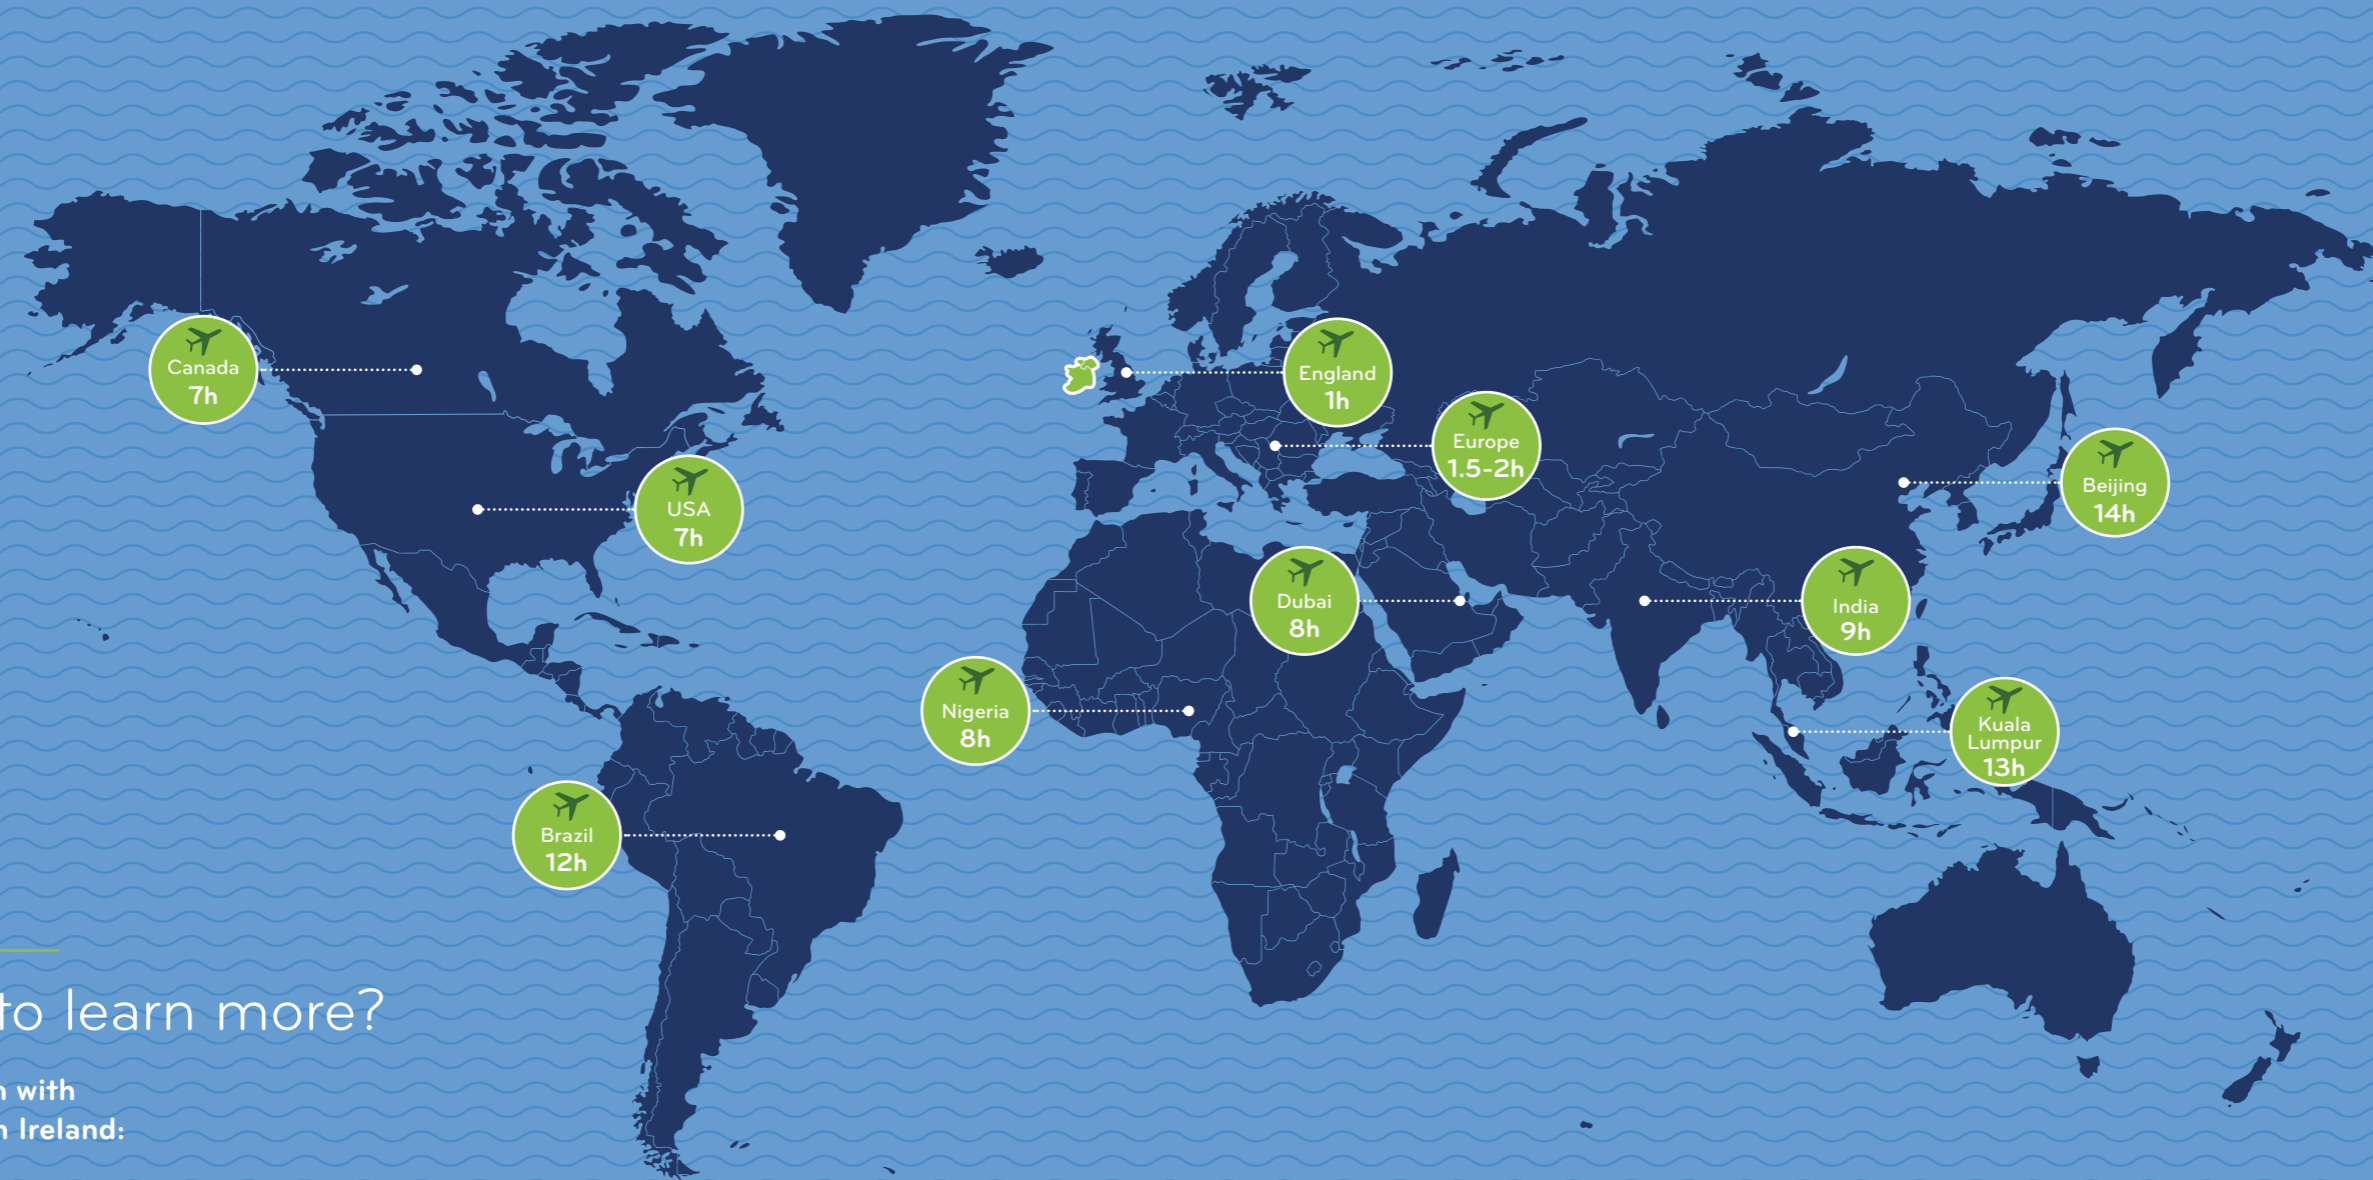 Canada
7h
USA
7h
Brazil
12h
Nigeria
8h
England
1h
Europe
1.5-2h
Dubai
8h
India
9h
Beijing
14h
Kuala
Lumpur
13h
to learn more?
with
Ireland: